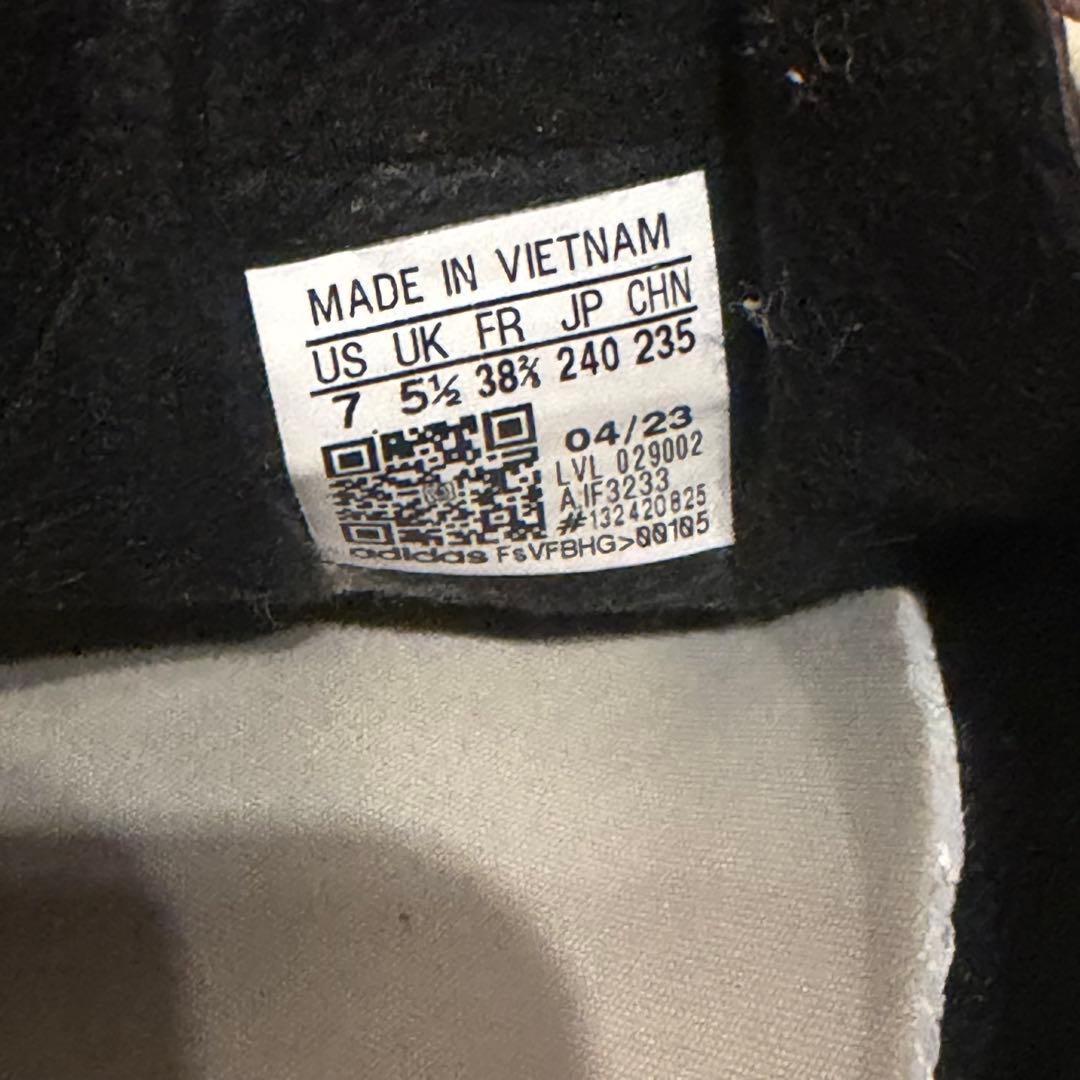 MADE IN VIETNAM
US UK FR JP CHN
7 5½ 38⅔ 240 235
04/23
LVL 029002
A.IF3233
#132420825
adidas FsVFBHG>00105